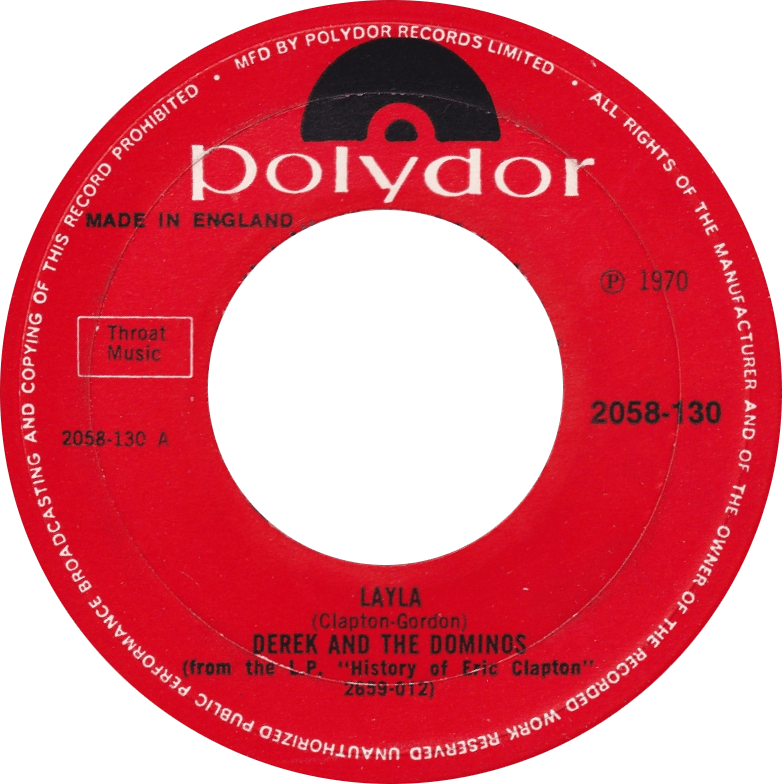 MFD BY POLYDOR RECORDS LIMITED • ALL RIGHTS OF THE MANUFACTURER AND OF THE OWNER OF THE RECORDED WORK RESERVED UNAUTHORIZED PUBLIC PERFORMANCE BROADCASTING AND COPYING OF THIS RECORD PROHIBITED •
polydor
MADE IN ENGLAND
Ⓟ 1970
Throat
Music
2058-130
2058-130 A
LAYLA
(Clapton-Gordon)
DEREK AND THE DOMINOS
(from the L.P. "History of Eric Clapton"
2659-012)